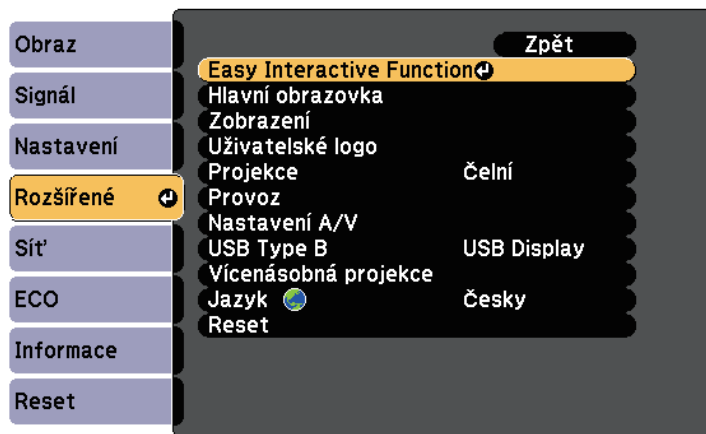 Obraz
Signál
Nastavení
Rozšířené
Síť
ECO
Informace
Reset
Zpět
Easy Interactive Function
Hlavní obrazovka
Zobrazení
Uživatelské logo
Projekce Čelní
Provoz
Nastavení A/V
USB Type B USB Display
Vícenásobná projekce
Jazyk Česky
Reset